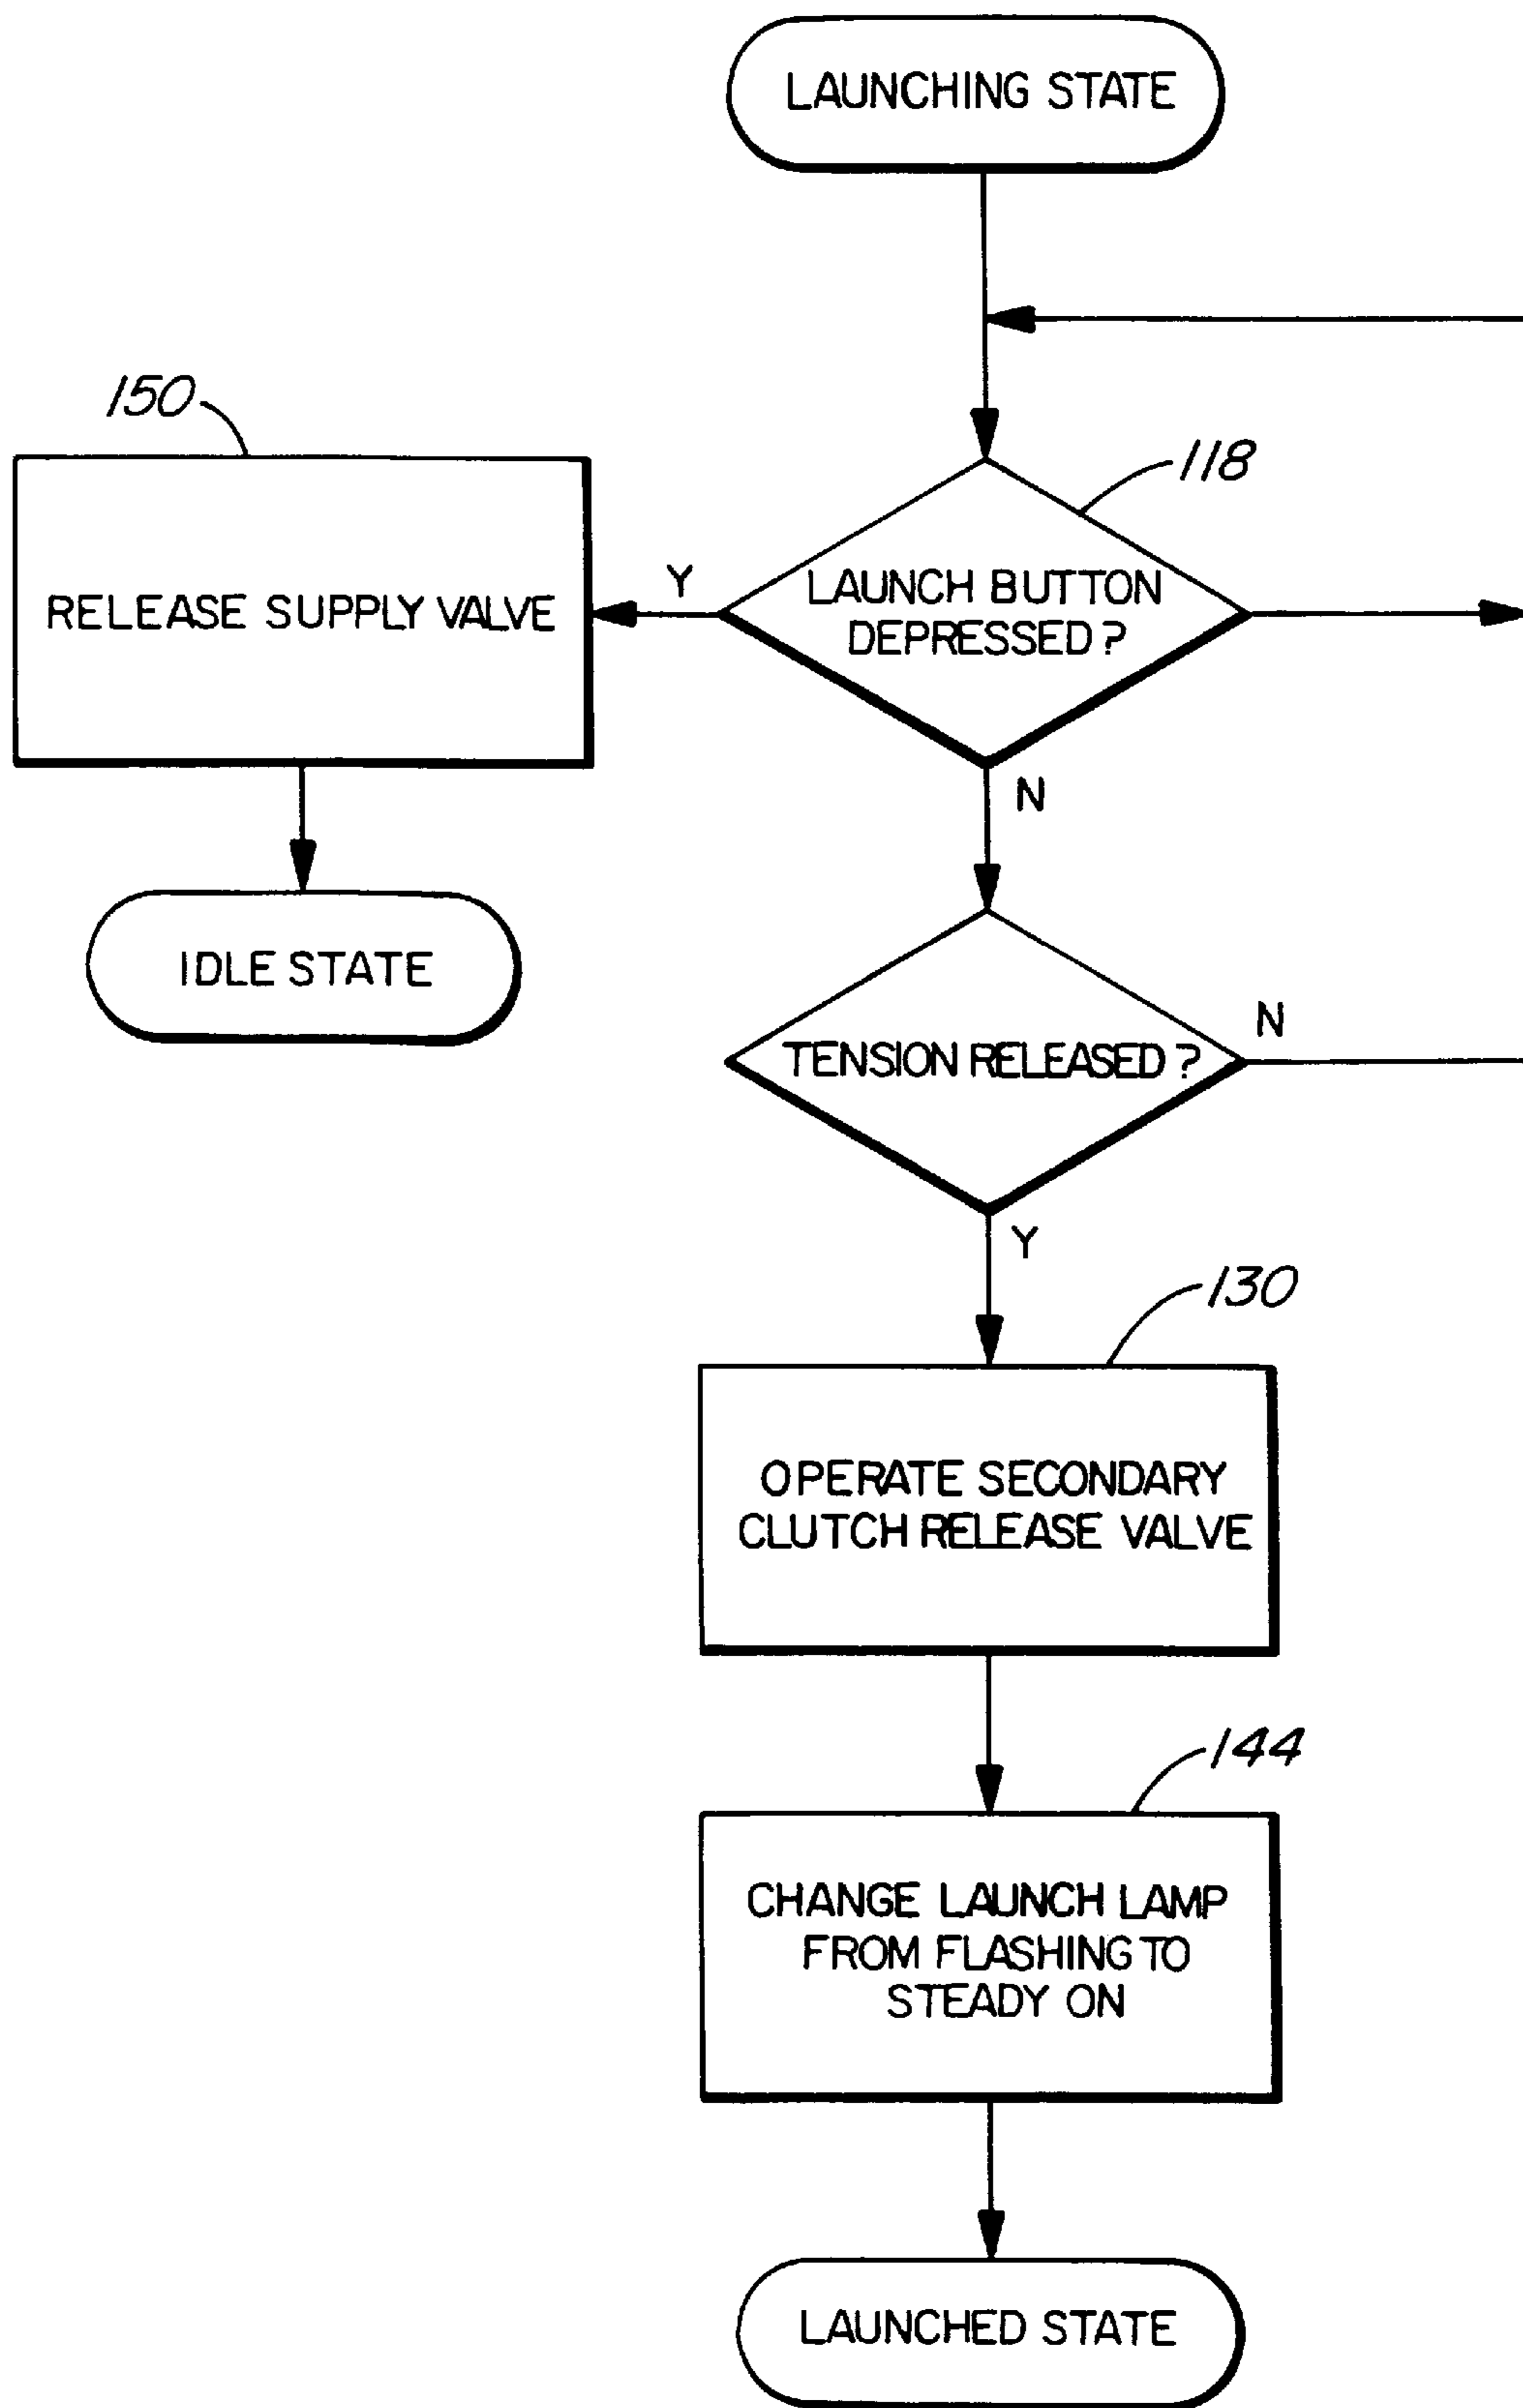 LAUNCHING STATE
150
118
LAUNCH BUTTON
DEPRESSED?
Y
RELEASE SUPPLY VALVE
N
IDLE STATE
TENSION RELEASED?
N
Y
130
OPERATE SECONDARY
CLUTCH RELEASE VALVE
144
CHANGE LAUNCH LAMP
FROM FLASHING TO
STEADY ON
LAUNCHED STATE